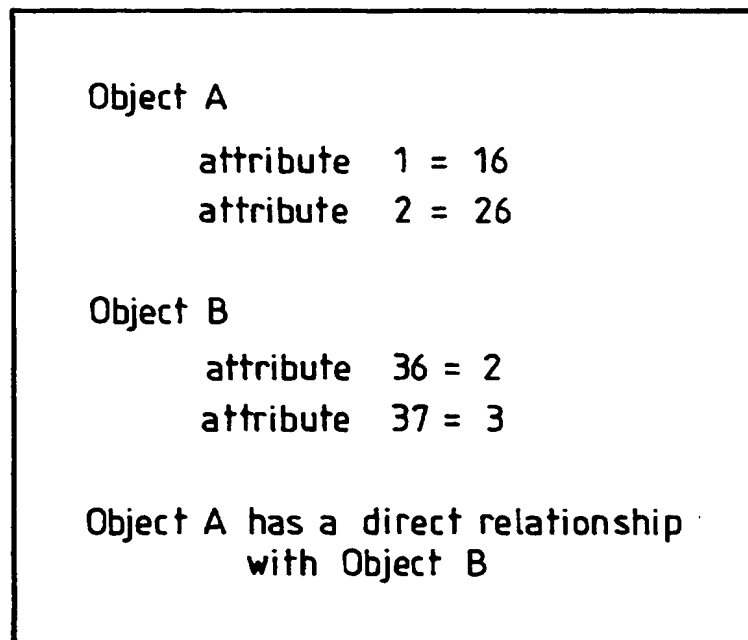 Object A
attribute 1 = 16
attribute 2 = 26
Object B
attribute 36 = 2
attribute 37 = 3
Object A has a direct relationship
with Object B